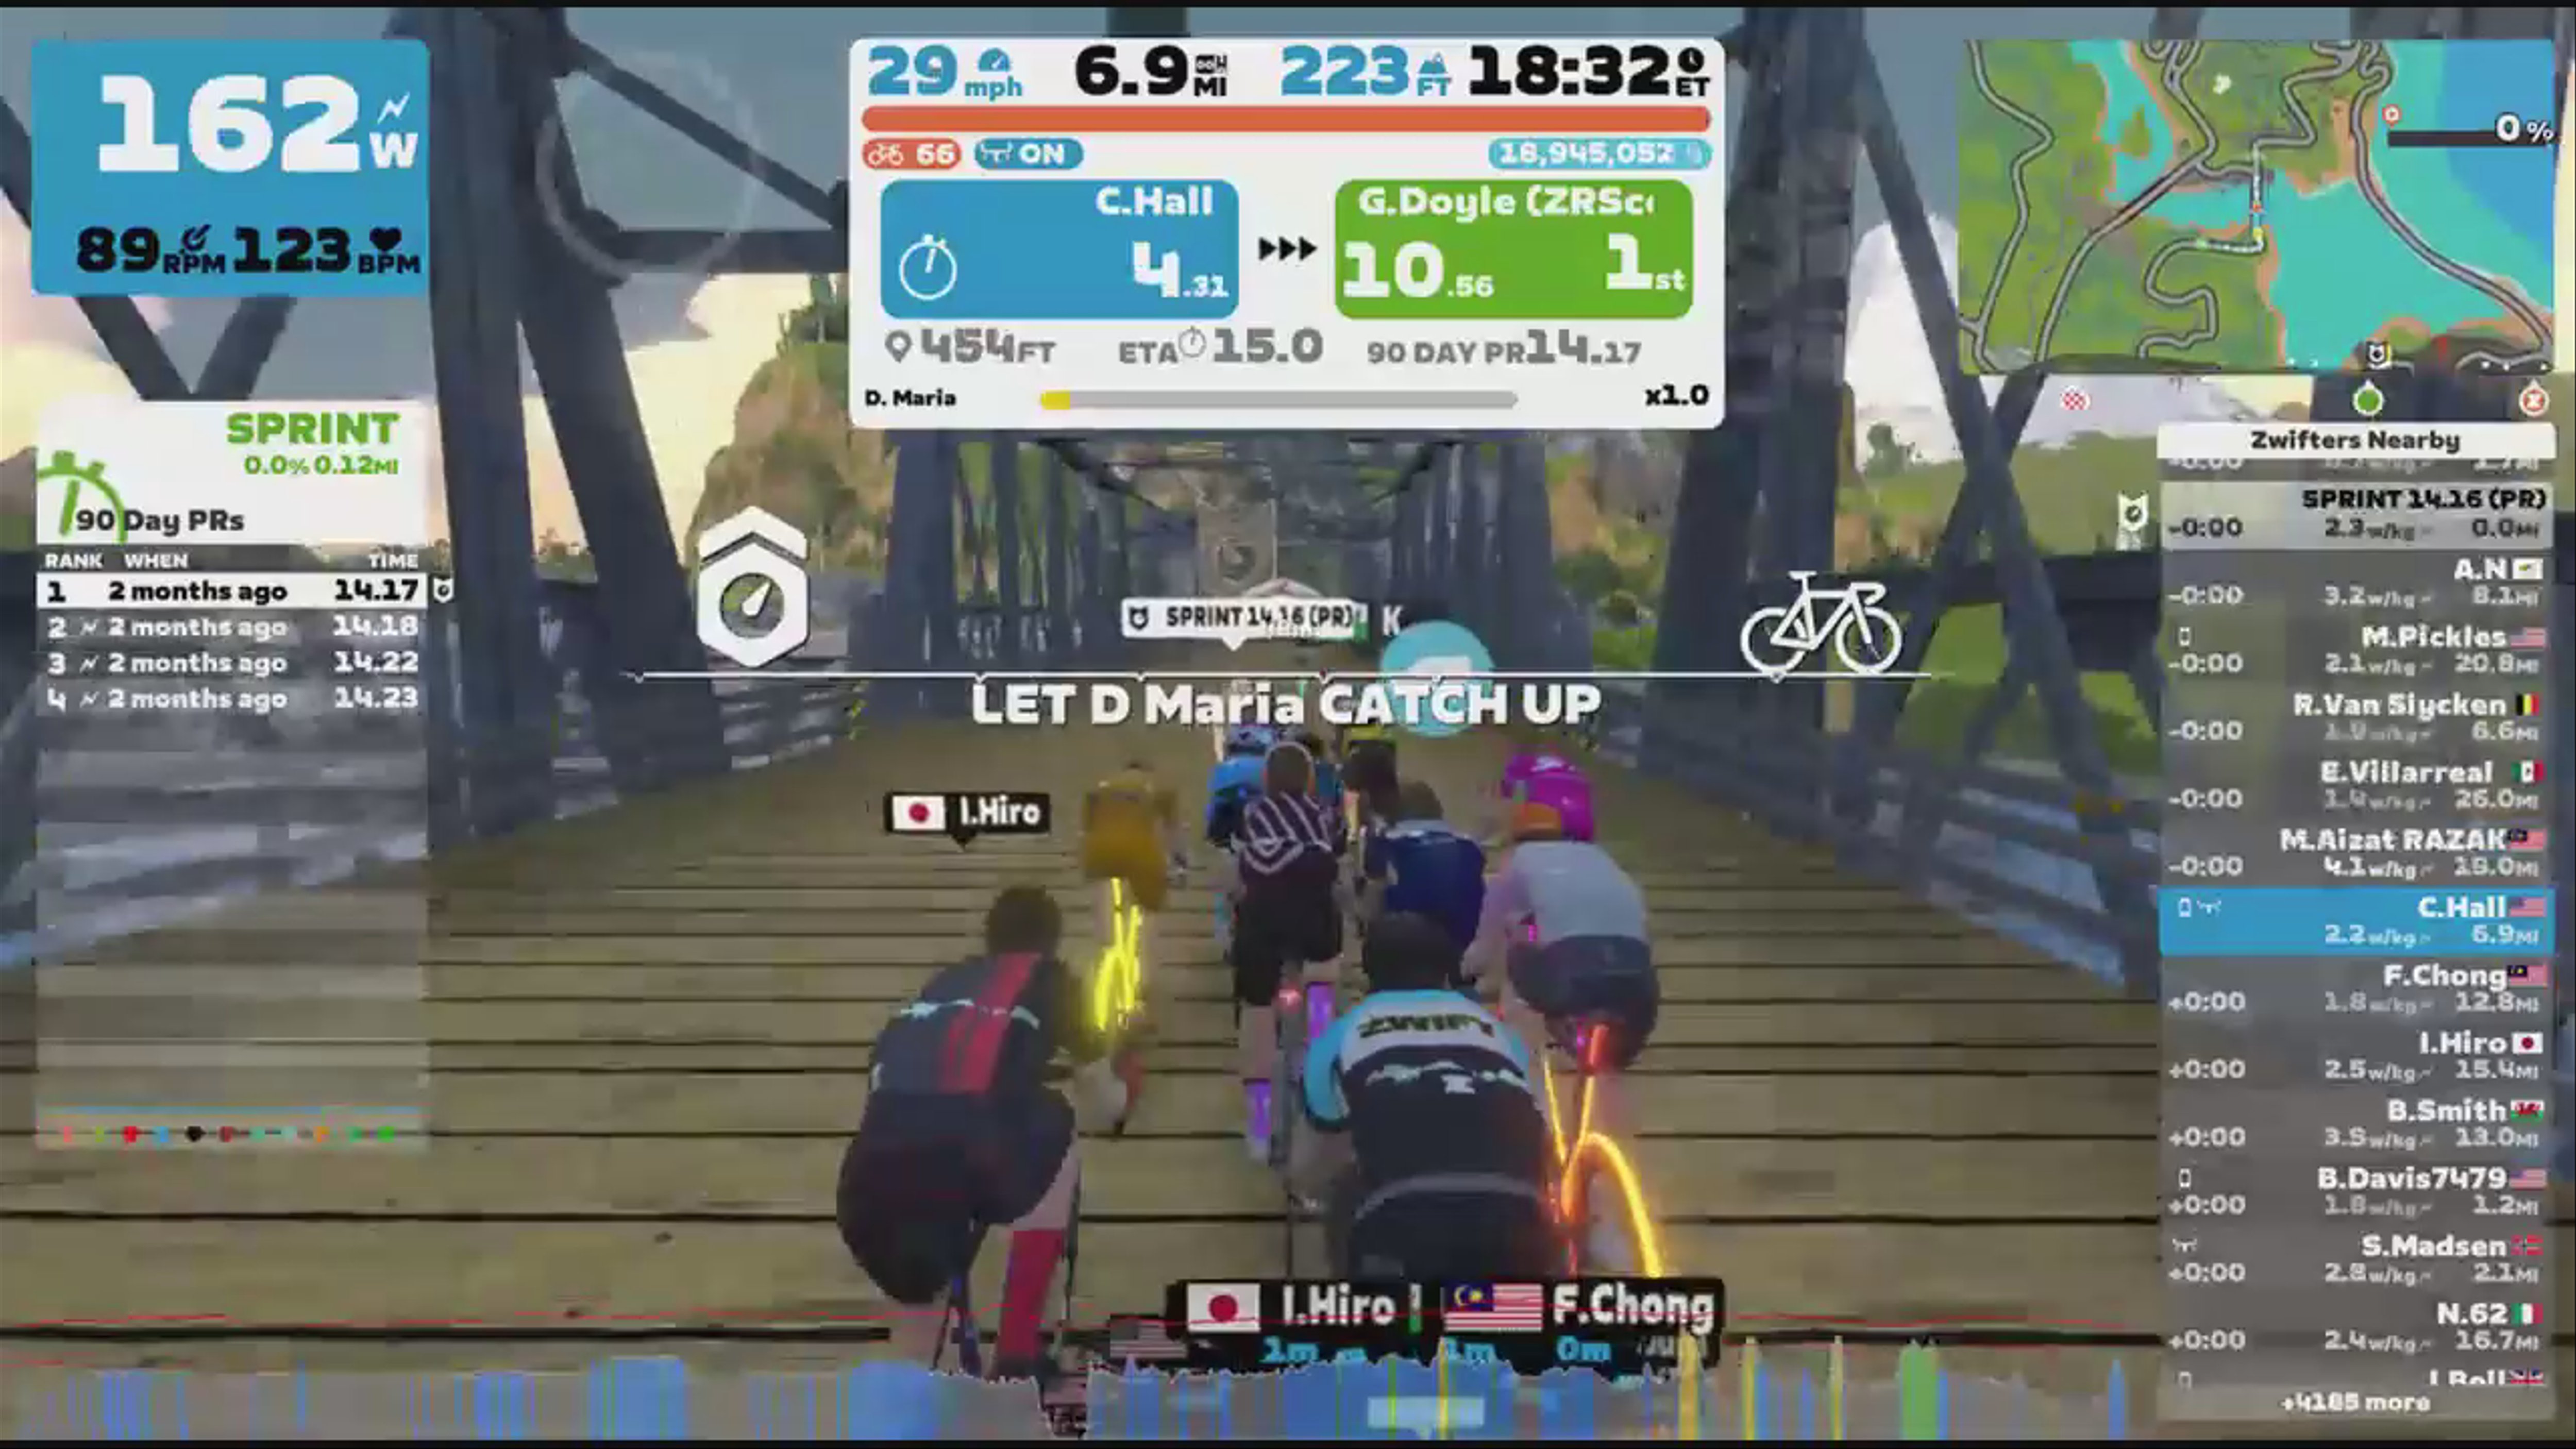 162 W
89 RPM 123 BPM
29 mph 6.9 MI 223 FT 18:32 ET
66 ON 18,945,052
C.Hall G.Doyle (ZRSc
4.31 10.56 1st
454FT ETA 15.0 90 DAY PR 14.17
D. Maria x1.0
0%
SPRINT
0.0% 0.12MI
90 Day PRs
RANK WHEN TIME
1 2 months ago 14.17
2 2 months ago 14.18
3 2 months ago 14.22
4 2 months ago 14.23
SPRINT 14.16 (PR) K
LET D Maria CATCH UP
I.Hiro
ZWIFT
I.Hiro F.Chong
1m 1m 0m
Zwifters Nearby
SPRINT 14.16 (PR)
-0:00 2.3w/kg 0.0MI
A.N
-0:00 3.2w/kg 8.1MI
M.Pickles
-0:00 2.1w/kg 20.8MI
R.Van Slycken
-0:00 6.6MI
E.Villarreal
-0:00 26.0MI
M.Aizat RAZAK
-0:00 4.1w/kg 15.0MI
C.Hall
2.2w/kg 6.9MI
F.Chong
+0:00 1.8w/kg 12.8MI
I.Hiro
+0:00 2.5w/kg 15.4MI
B.Smith
+0:00 3.5w/kg 13.0MI
B.Davis7479
+0:00 1.8w/kg 1.2MI
S.Madsen
+0:00 2.8w/kg 2.1MI
N.62
+0:00 2.4w/kg 16.7MI
+4185 more